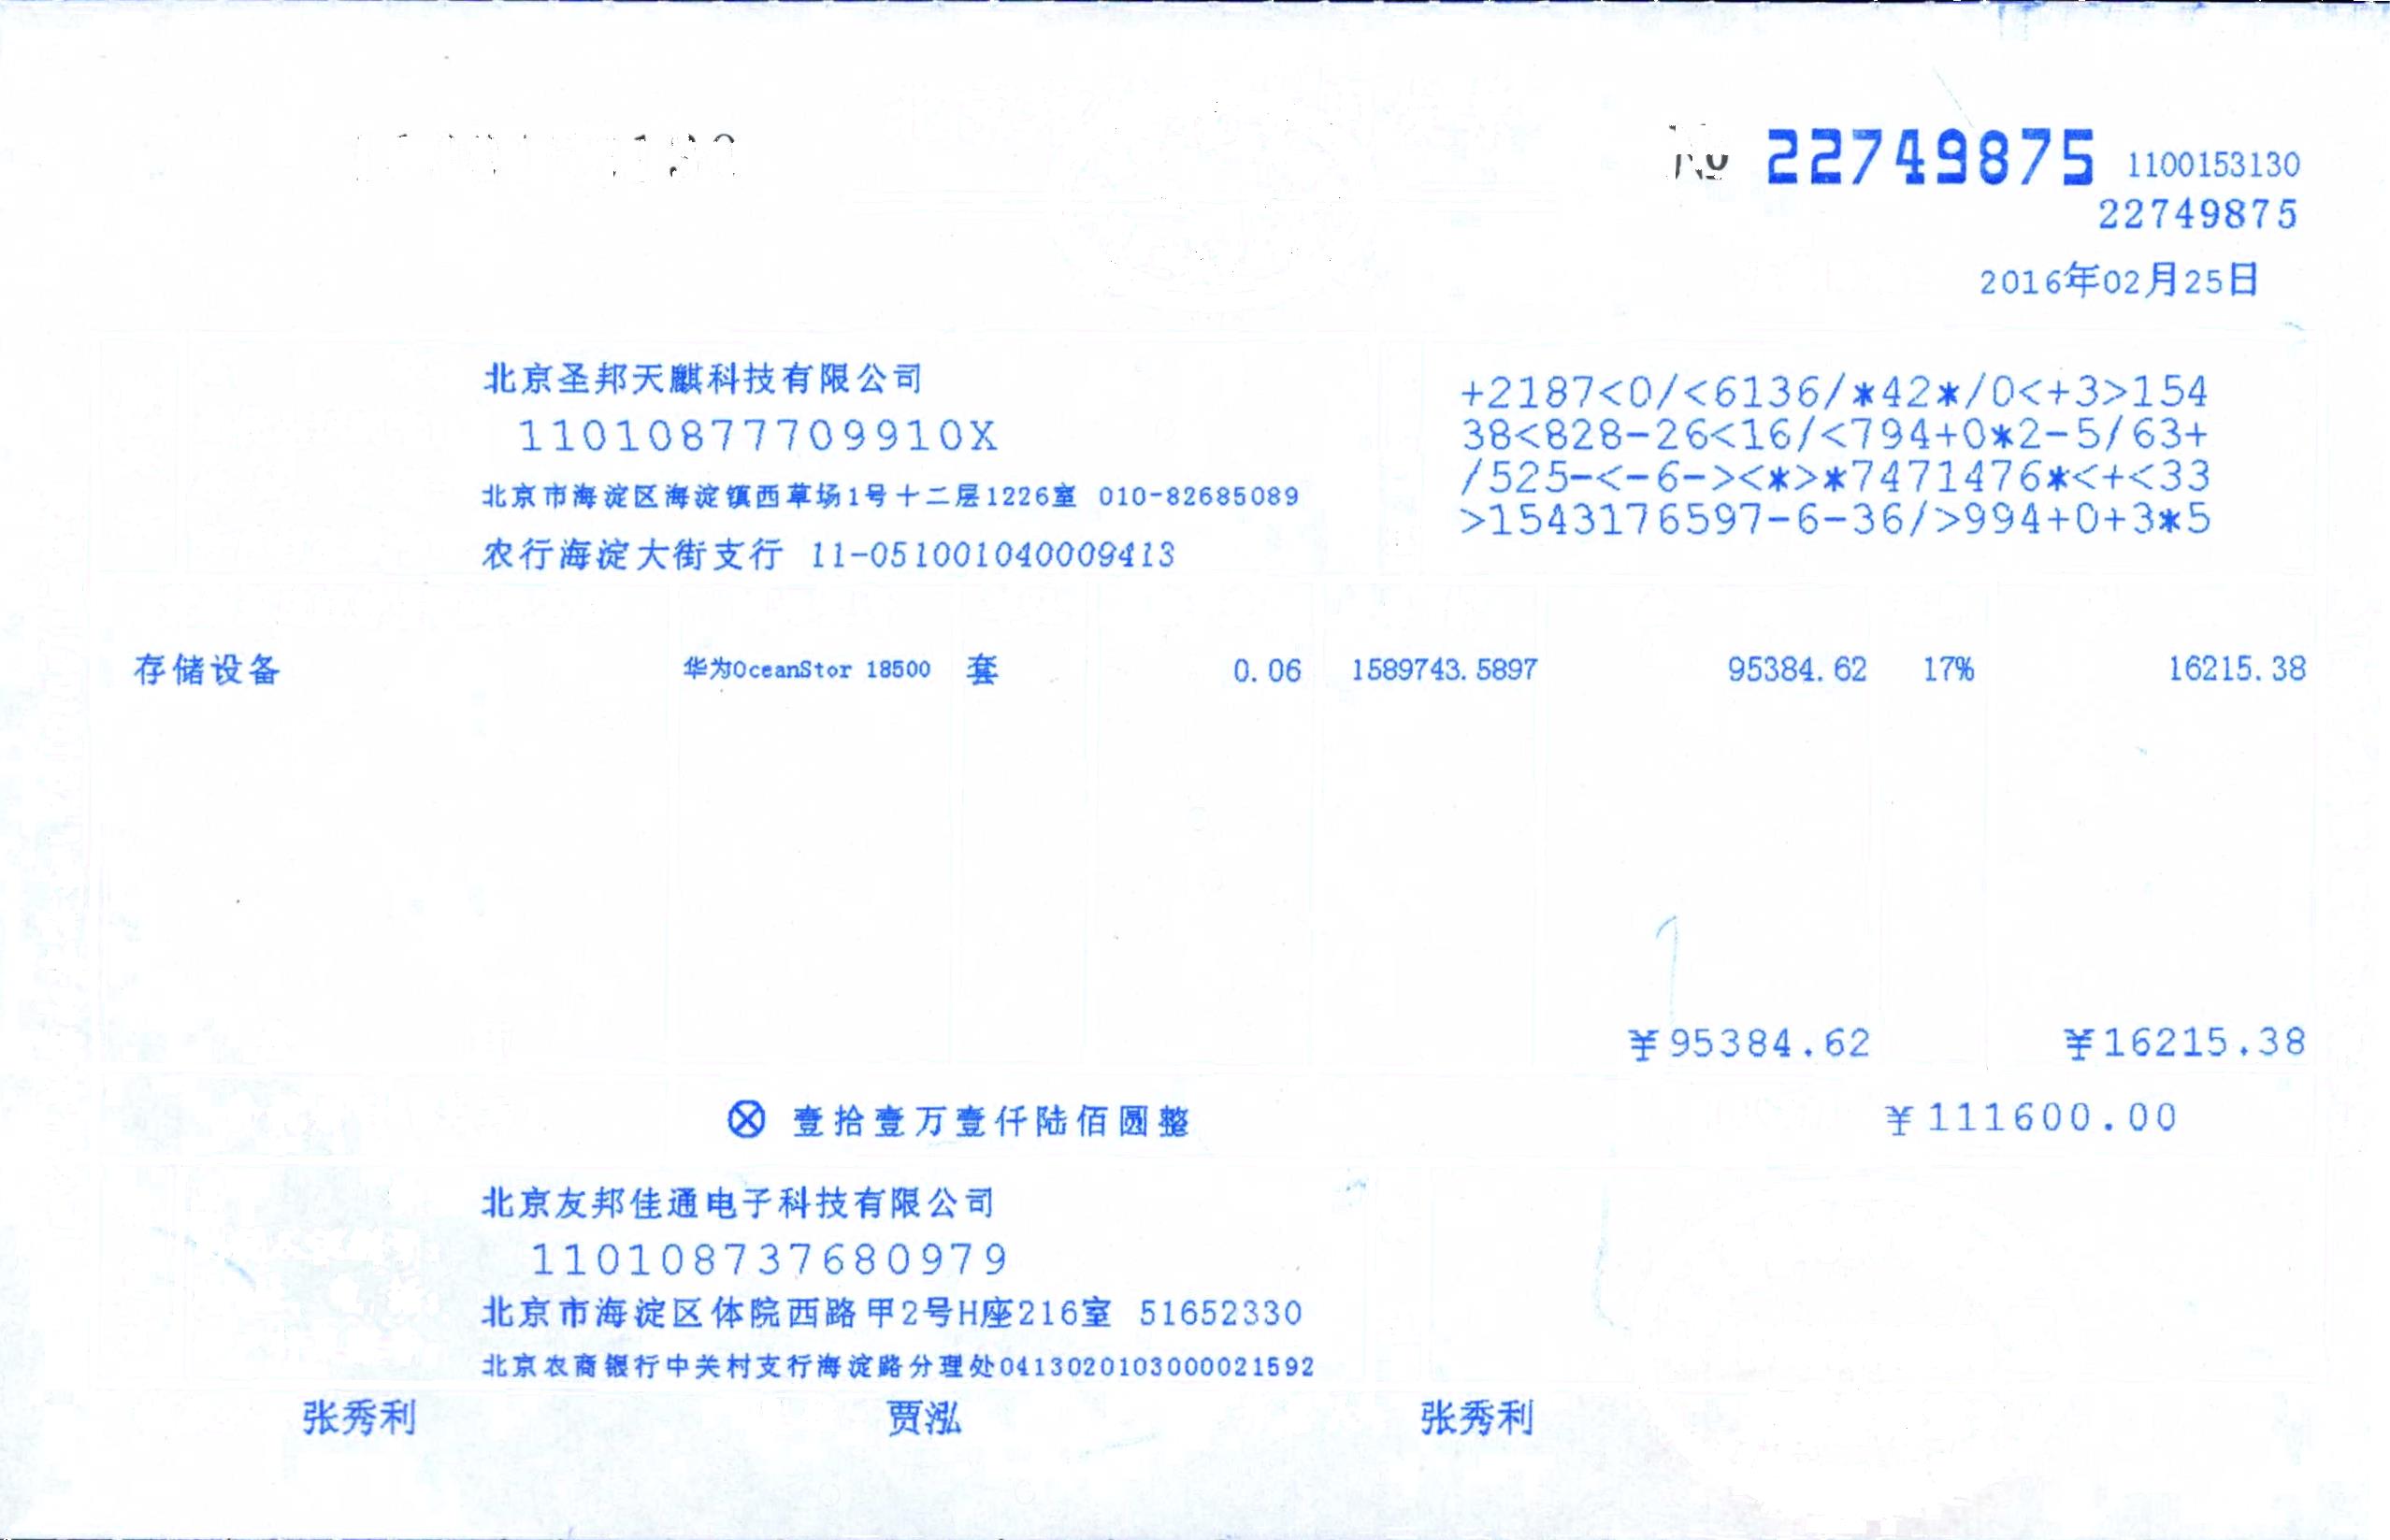 № 22749875 1100153130
22749875
2016年02月25日
北京圣邦天麒科技有限公司
11010877709910X
北京市海淀区海淀镇西草场1号十二层1226室 010-82685089
农行海淀大街支行 11-051001040009413
+2187<0/<6136/*42*/0<+3>154
38<828-26<16/<794+0*2-5/63+
/525-<-6-><*>*7471476*<+<33
>1543176597-6-36/>994+0+3*5
存储设备 华为OceanStor 18500 套 0.06 1589743.5897 95384.62 17% 16215.38
¥95384.62 ¥16215.38
ⓧ 壹拾壹万壹仟陆佰圆整 ¥111600.00
北京友邦佳通电子科技有限公司
110108737680979
北京市海淀区体院西路甲2号H座216室 51652330
北京农商银行中关村支行海淀路分理处0413020103000021592
张秀利 贾泓 张秀利